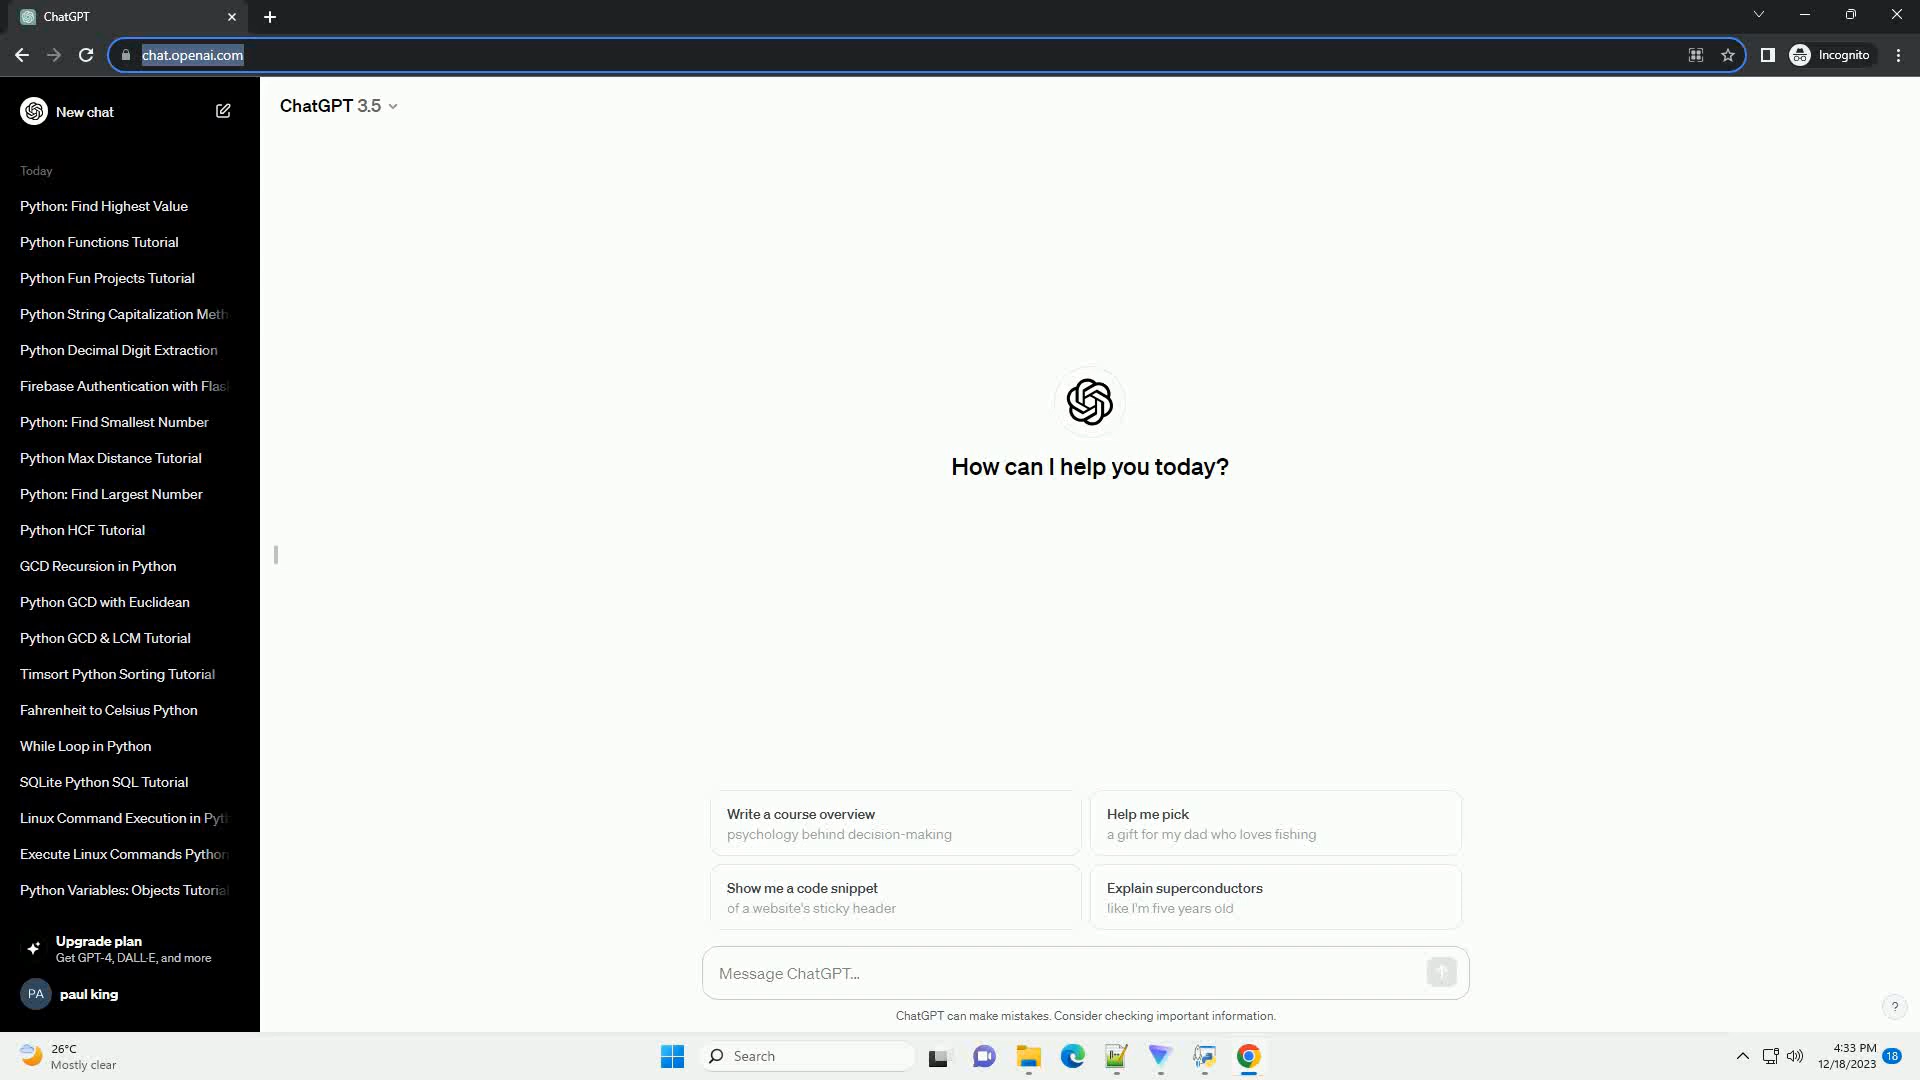 ChatGPT
chat.openai.com
Incognito
New chat
ChatGPT 3.5
Today
Python: Find Highest Value
Python Functions Tutorial
Python Fun Projects Tutorial
Python String Capitalization Meth
Python Decimal Digit Extraction
Firebase Authentication with Flas
Python: Find Smallest Number
Python Max Distance Tutorial
Python: Find Largest Number
Python HCF Tutorial
GCD Recursion in Python
Python GCD with Euclidean
Python GCD & LCM Tutorial
Timsort Python Sorting Tutorial
Fahrenheit to Celsius Python
While Loop in Python
SQLite Python SQL Tutorial
Linux Command Execution in Pyth
Execute Linux Commands Python
Python Variables: Objects Tutorial
Upgrade plan
Get GPT-4, DALL·E, and more
PA
paul king
How can I help you today?
Write a course overview
psychology behind decision-making
Help me pick
a gift for my dad who loves fishing
Show me a code snippet
of a website's sticky header
Explain superconductors
like I'm five years old
Message ChatGPT…
ChatGPT can make mistakes. Consider checking important information.
?
26°C
Mostly clear
Search
4:33 PM
12/18/2023
18